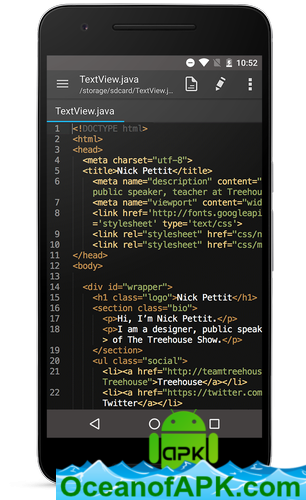 10:52
TextView.java
/storage/sdcard/TextView.j...
TextView.java
1 <!DOCTYPE html>
2 <html>
3 <head>
4 <meta charset="utf-8">
5 <title>Nick Pettit</title>
6 <meta name="description" content="
public speaker, teacher at Treehou
7 <meta name="viewport" content="wid
8 <link href='http://fonts.googleapi
='stylesheet' type='text/css'>
9 <link rel="stylesheet" href="css/n
10 <link rel="stylesheet" href="css/m
11 </head>
12 <body>
13
14 <div id="wrapper">
15 <h1 class="logo">Nick Pettit</h1>
16 <section class="bio">
17 <p>Hi, I'm Nick Pettit.</p>
18 <p>I am a designer, public speak
> of The Treehouse Show.</p>
19 </section>
20 <ul class="social">
21 <li><a href="http://teamtreehous
Treehouse</a></li>
22 <li><a href="https://twitter.com
Twitter</a></li>
apk
OceanofAPK.com